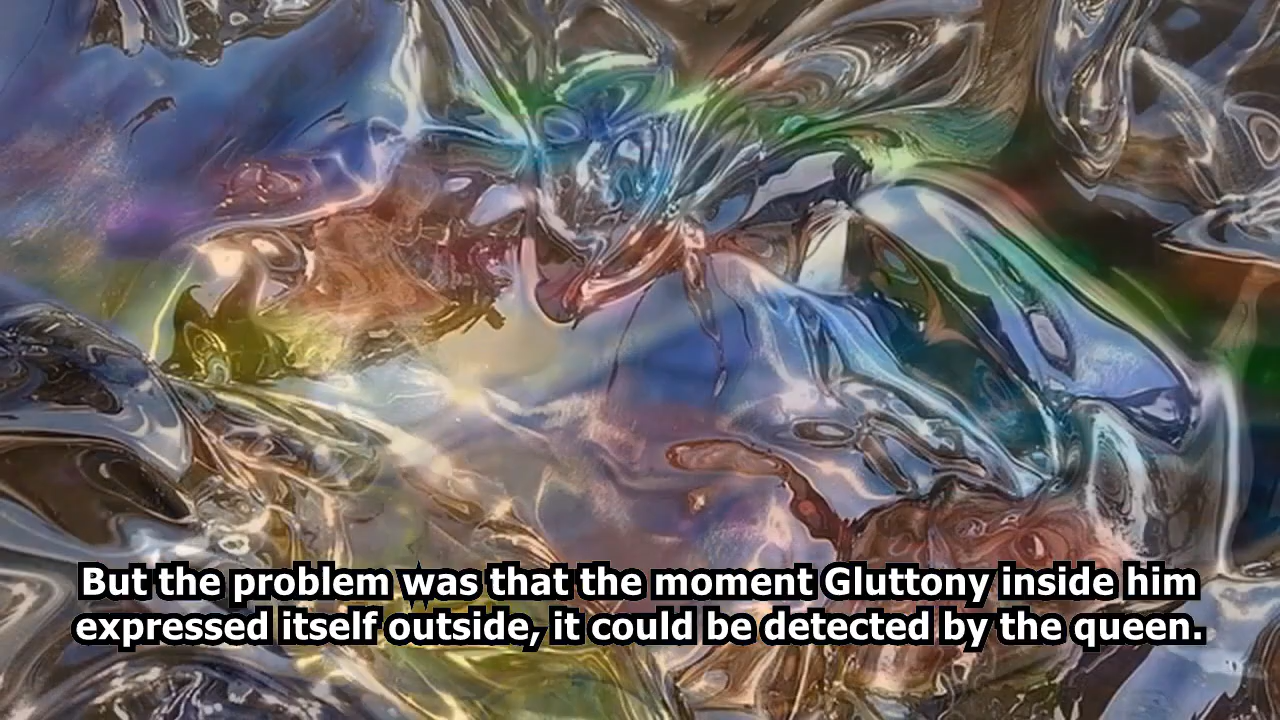 But the problem was that the moment Gluttony inside him
expressed itself outside, it could be detected by the queen.